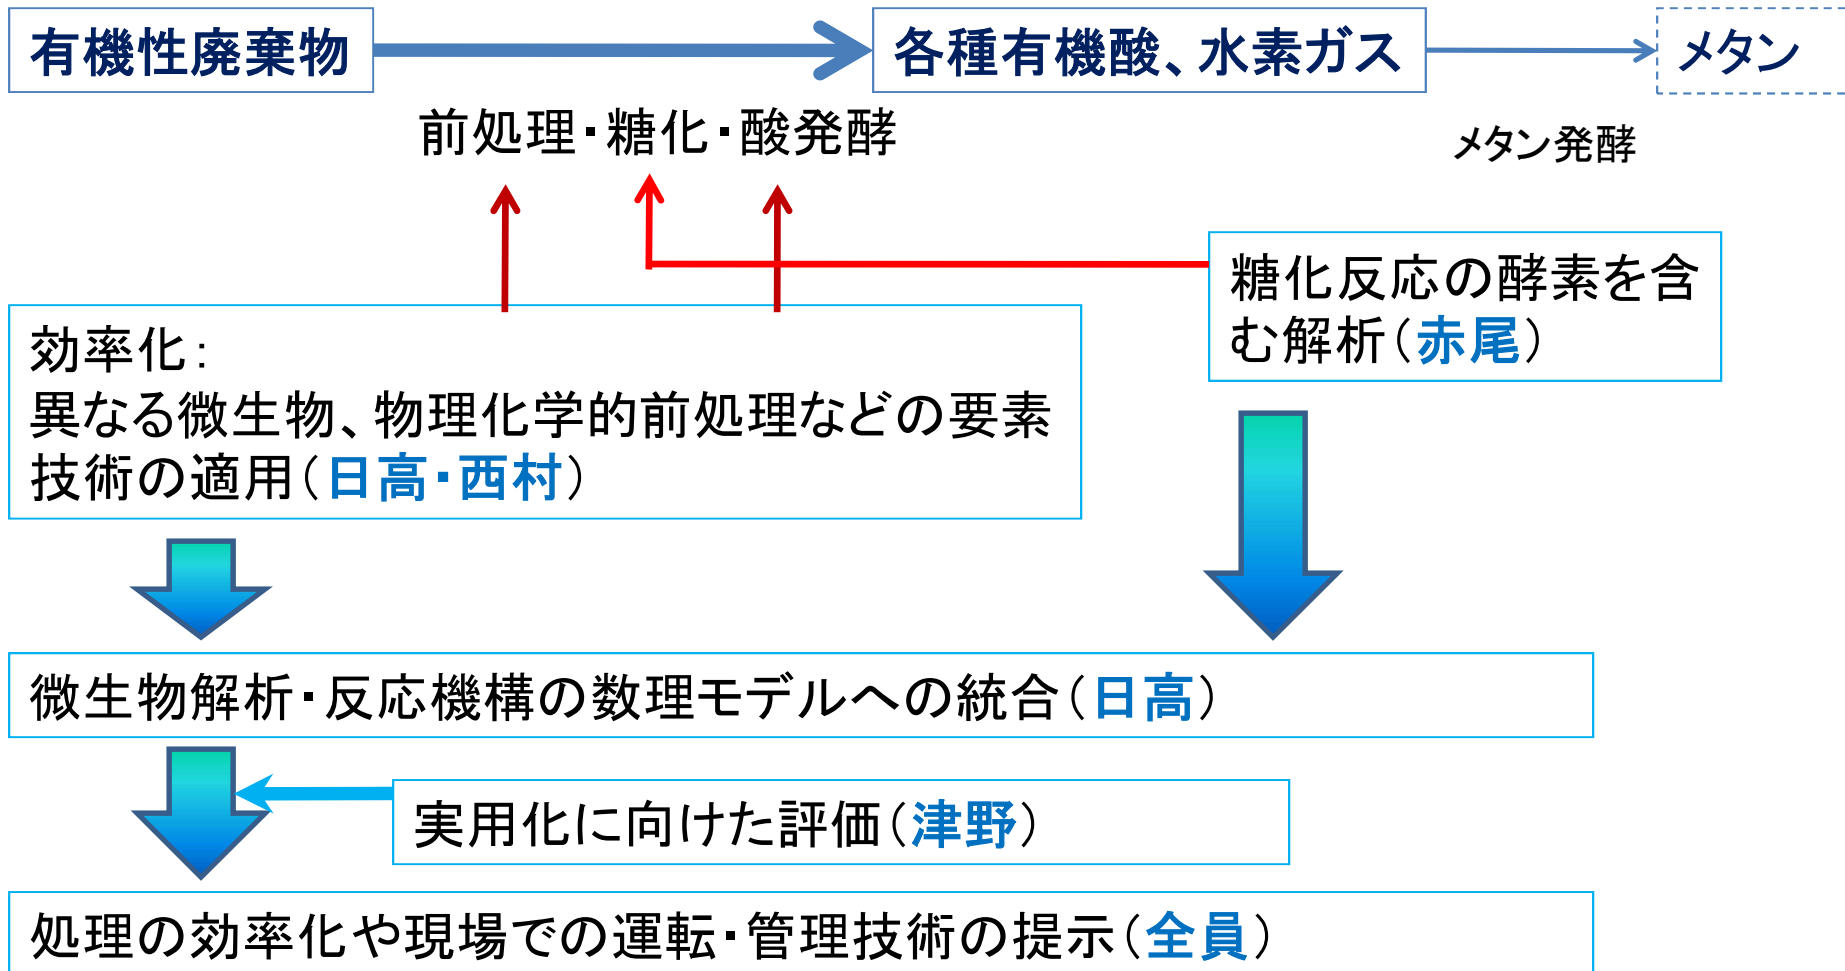 有機性廃棄物
各種有機酸、水素ガス
メタン
前処理・糖化・酸発酵
メタン発酵
糖化反応の酵素を含
む解析（赤尾）
効率化：
異なる微生物、物理化学的前処理などの要素
技術の適用（日高・西村）
微生物解析・反応機構の数理モデルへの統合（日高）
実用化に向けた評価（津野）
処理の効率化や現場での運転・管理技術の提示（全員）